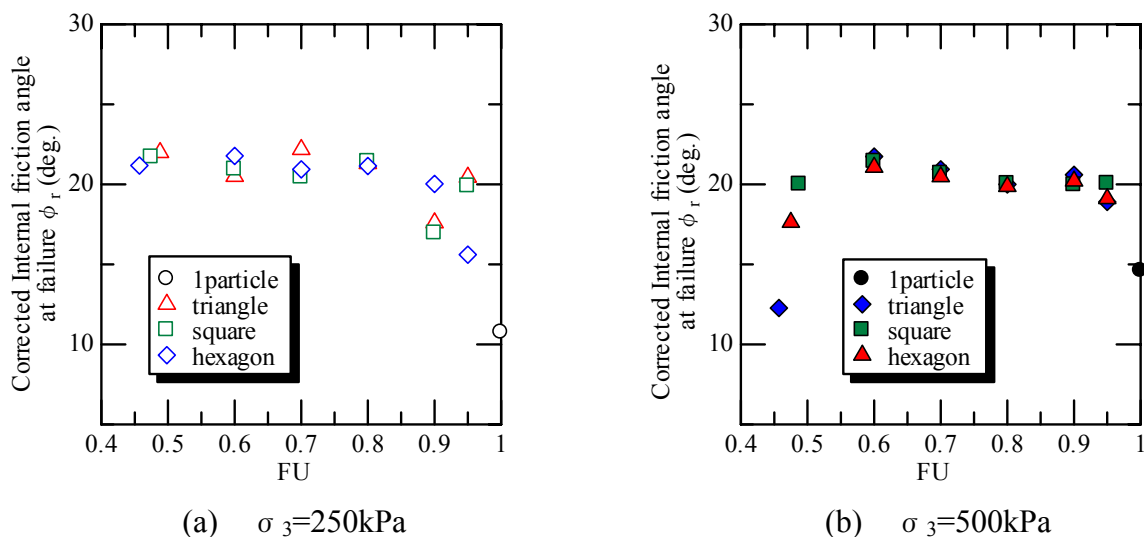 Corrected Internal friction angle
at failure ϕ r (deg.)
30
20
10
1particle
triangle
square
hexagon
0.4 0.5 0.6 0.7 0.8 0.9 1
FU
(a) σ 3=250kPa
Corrected Internal friction angle
at failure ϕ r (deg.)
30
20
10
1particle
triangle
square
hexagon
0.4 0.5 0.6 0.7 0.8 0.9 1
FU
(b) σ 3=500kPa